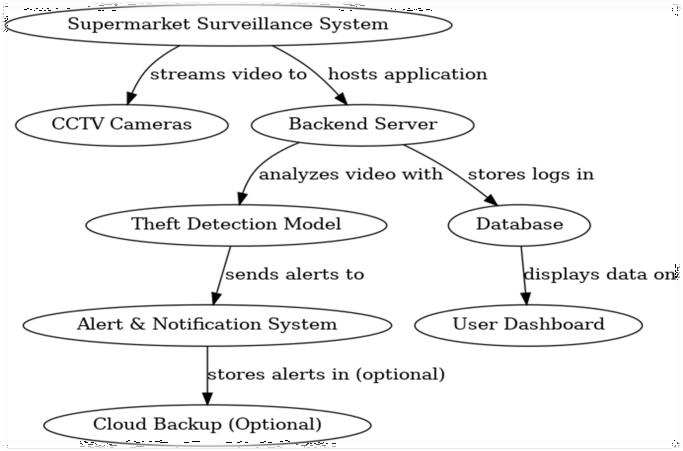 Supermarket Surveillance System
streams video to
hosts application
CCTV Cameras
Backend Server
analyzes video with
stores logs in
Theft Detection Model
Database
sends alerts to
displays data on
Alert & Notification System
User Dashboard
stores alerts in (optional)
Cloud Backup (Optional)